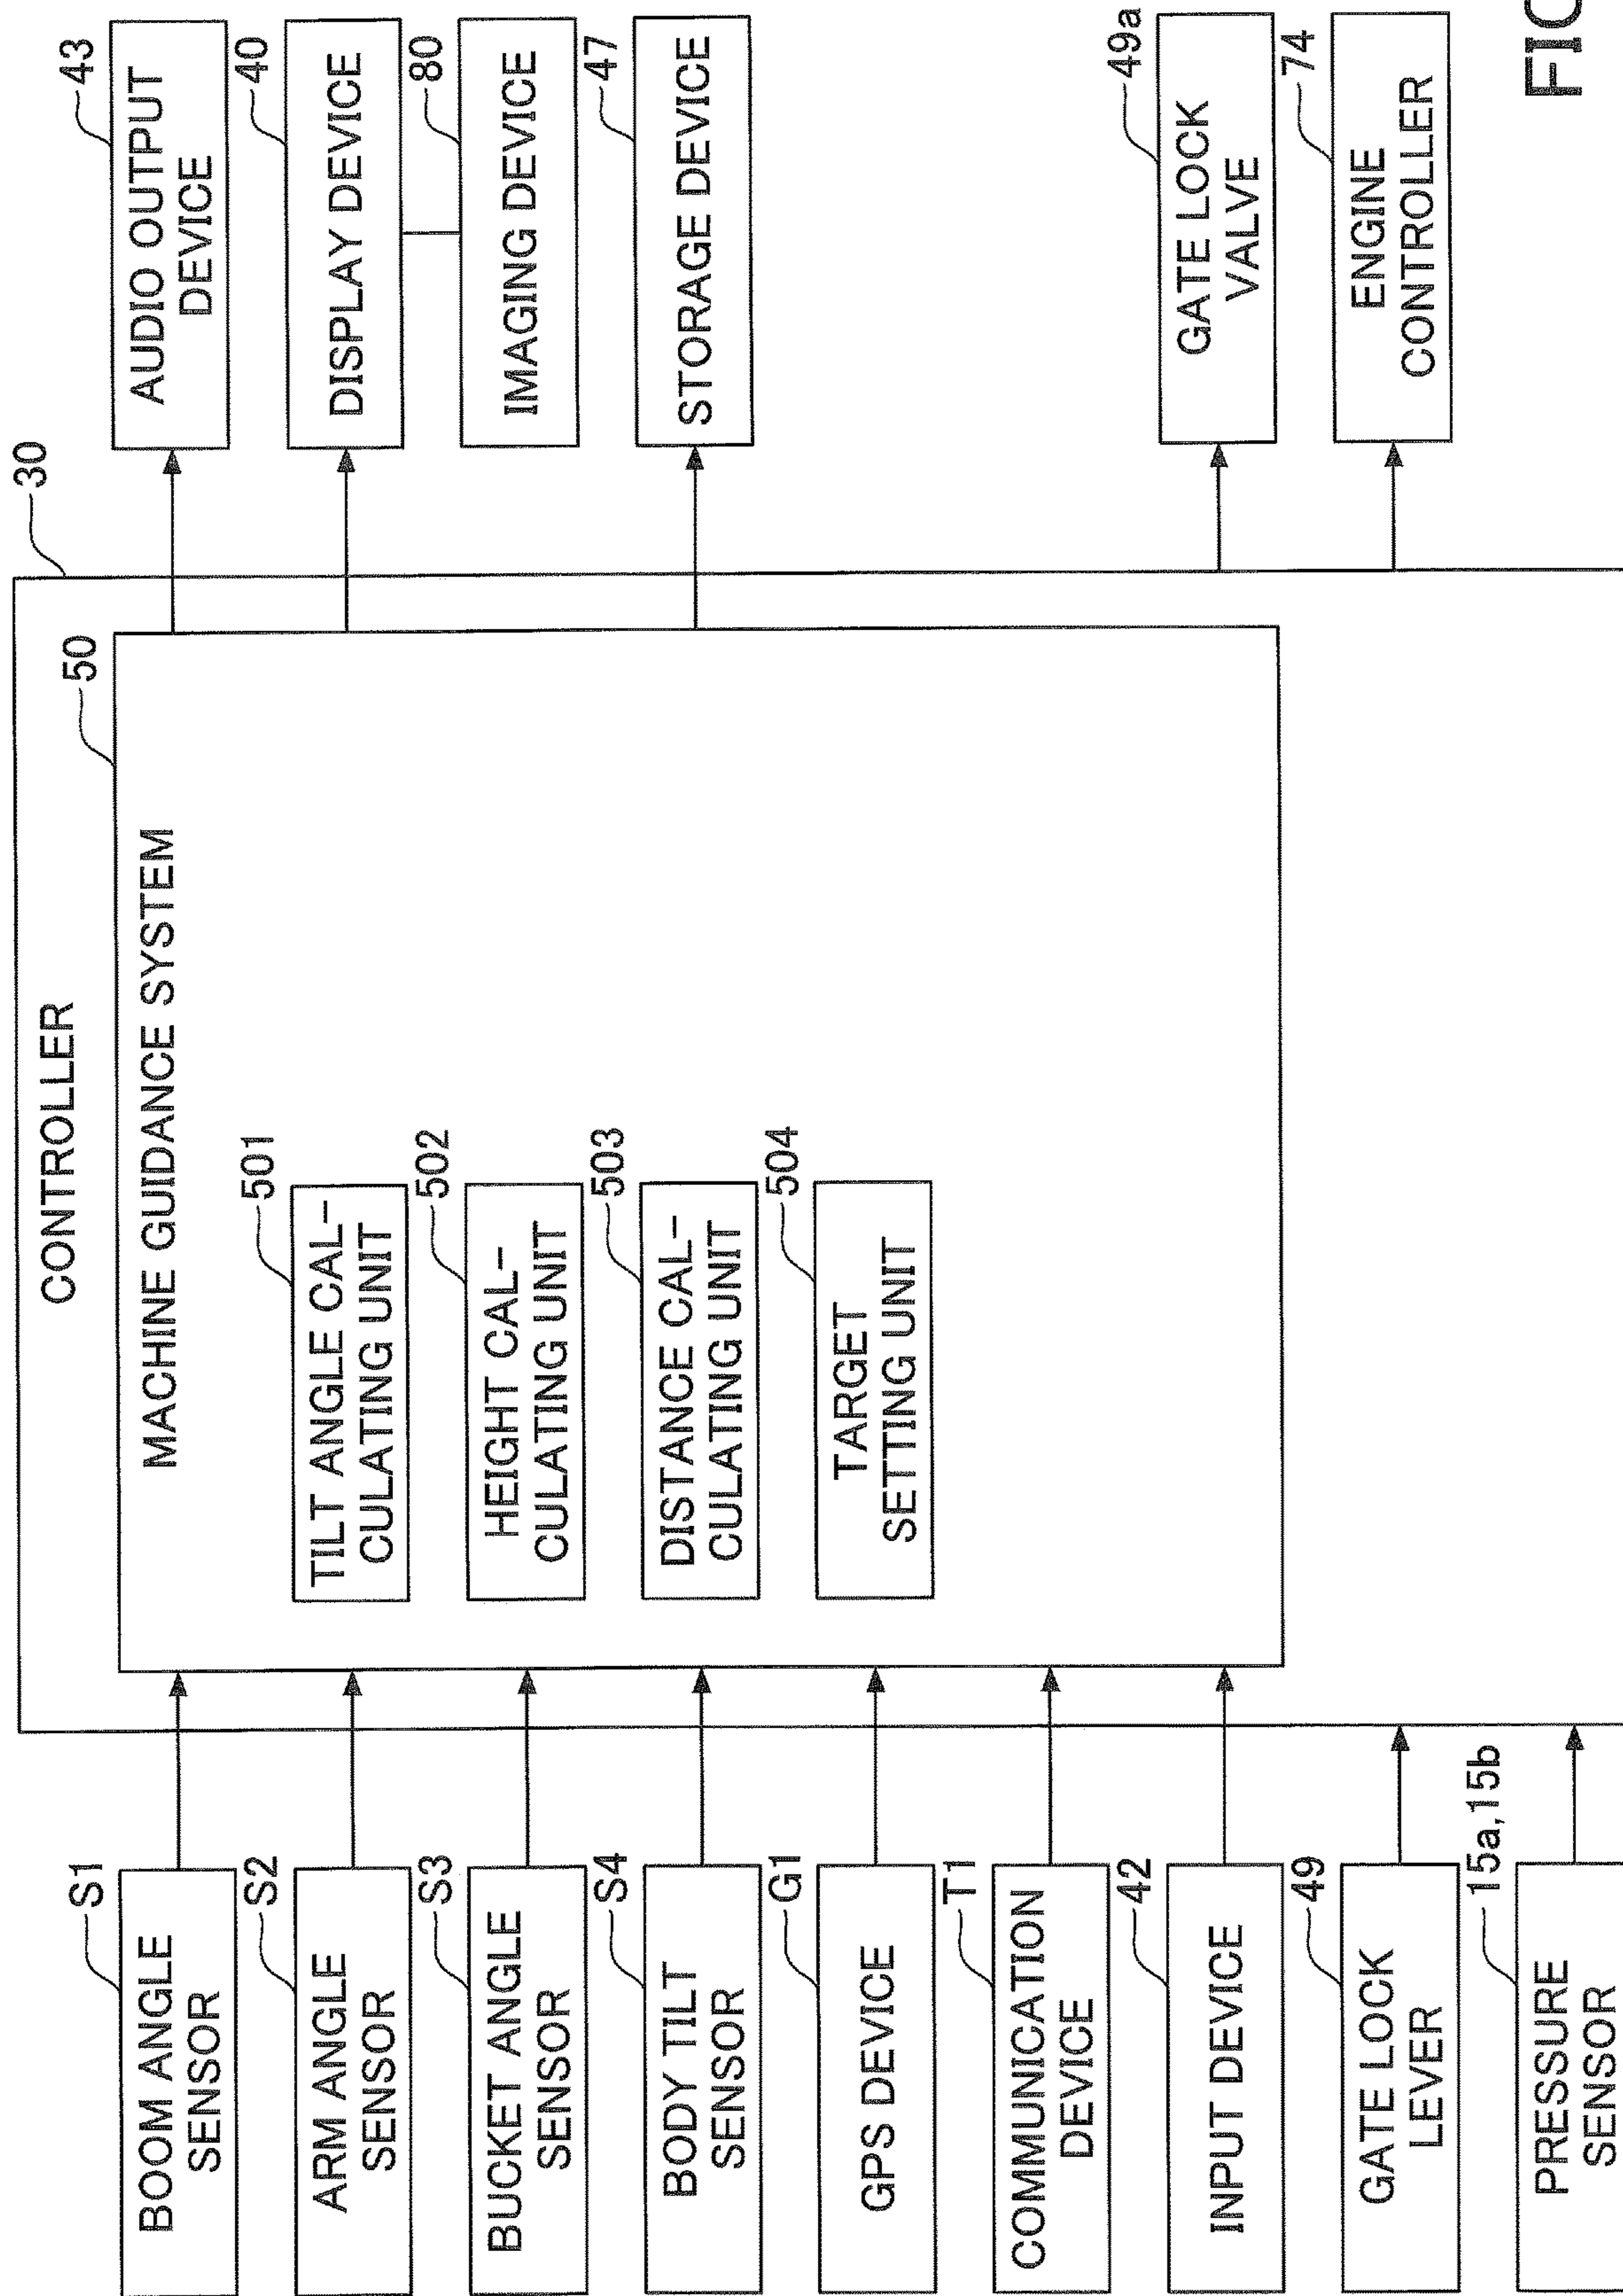 CONTROLLER
30
MACHINE GUIDANCE SYSTEM
50
S1
BOOM ANGLE
SENSOR
S2
ARM ANGLE
SENSOR
S3
BUCKET ANGLE
SENSOR
S4
BODY TILT
SENSOR
G1
GPS DEVICE
T1
COMMUNICATION
DEVICE
42
INPUT DEVICE
49
GATE LOCK
LEVER
15a,15b
PRESSURE
SENSOR
501
TILT ANGLE CAL-
CULATING UNIT
502
HEIGHT CAL-
CULATING UNIT
503
DISTANCE CAL-
CULATING UNIT
504
TARGET
SETTING UNIT
43
AUDIO OUTPUT
DEVICE
40
DISPLAY DEVICE
80
IMAGING DEVICE
47
STORAGE DEVICE
49a
GATE LOCK
VALVE
74
ENGINE
CONTROLLER